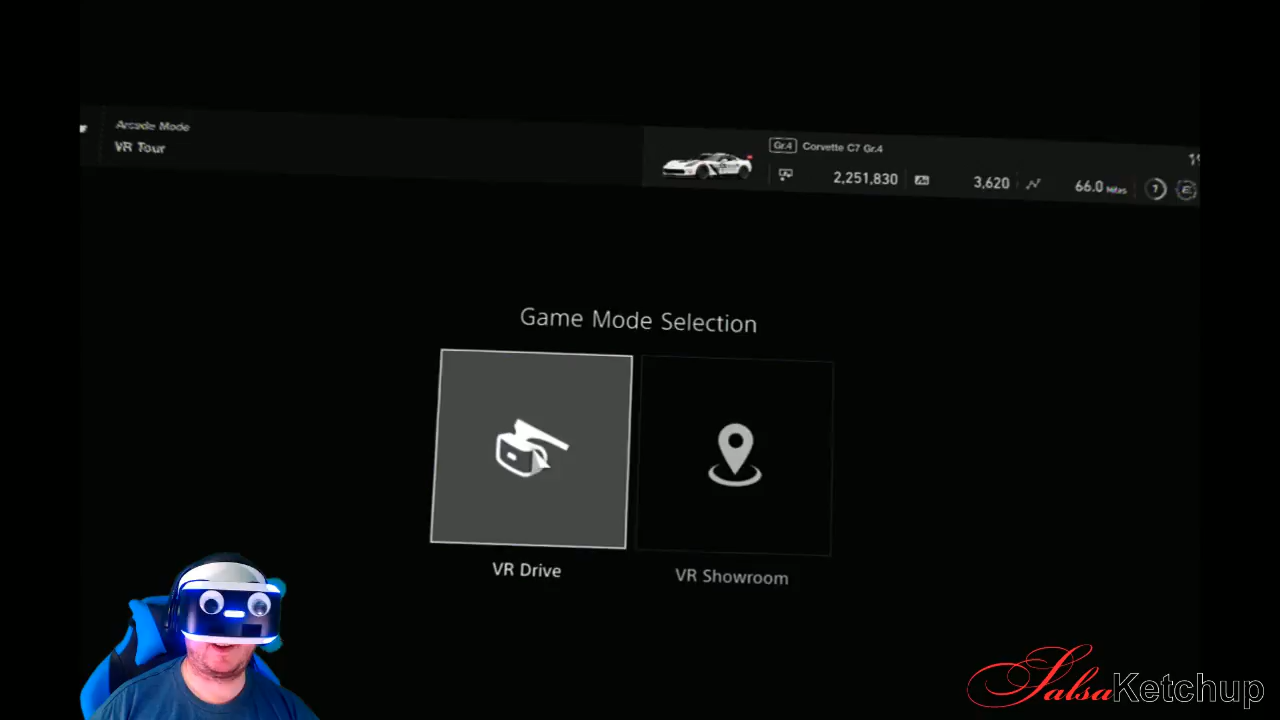 Arcade Mode
VR Tour
Gr.4 Corvette C7 Gr.4
2,251,830 3,620 66.0 Miles
Game Mode Selection
VR Drive
VR Showroom
SalsaKetchup